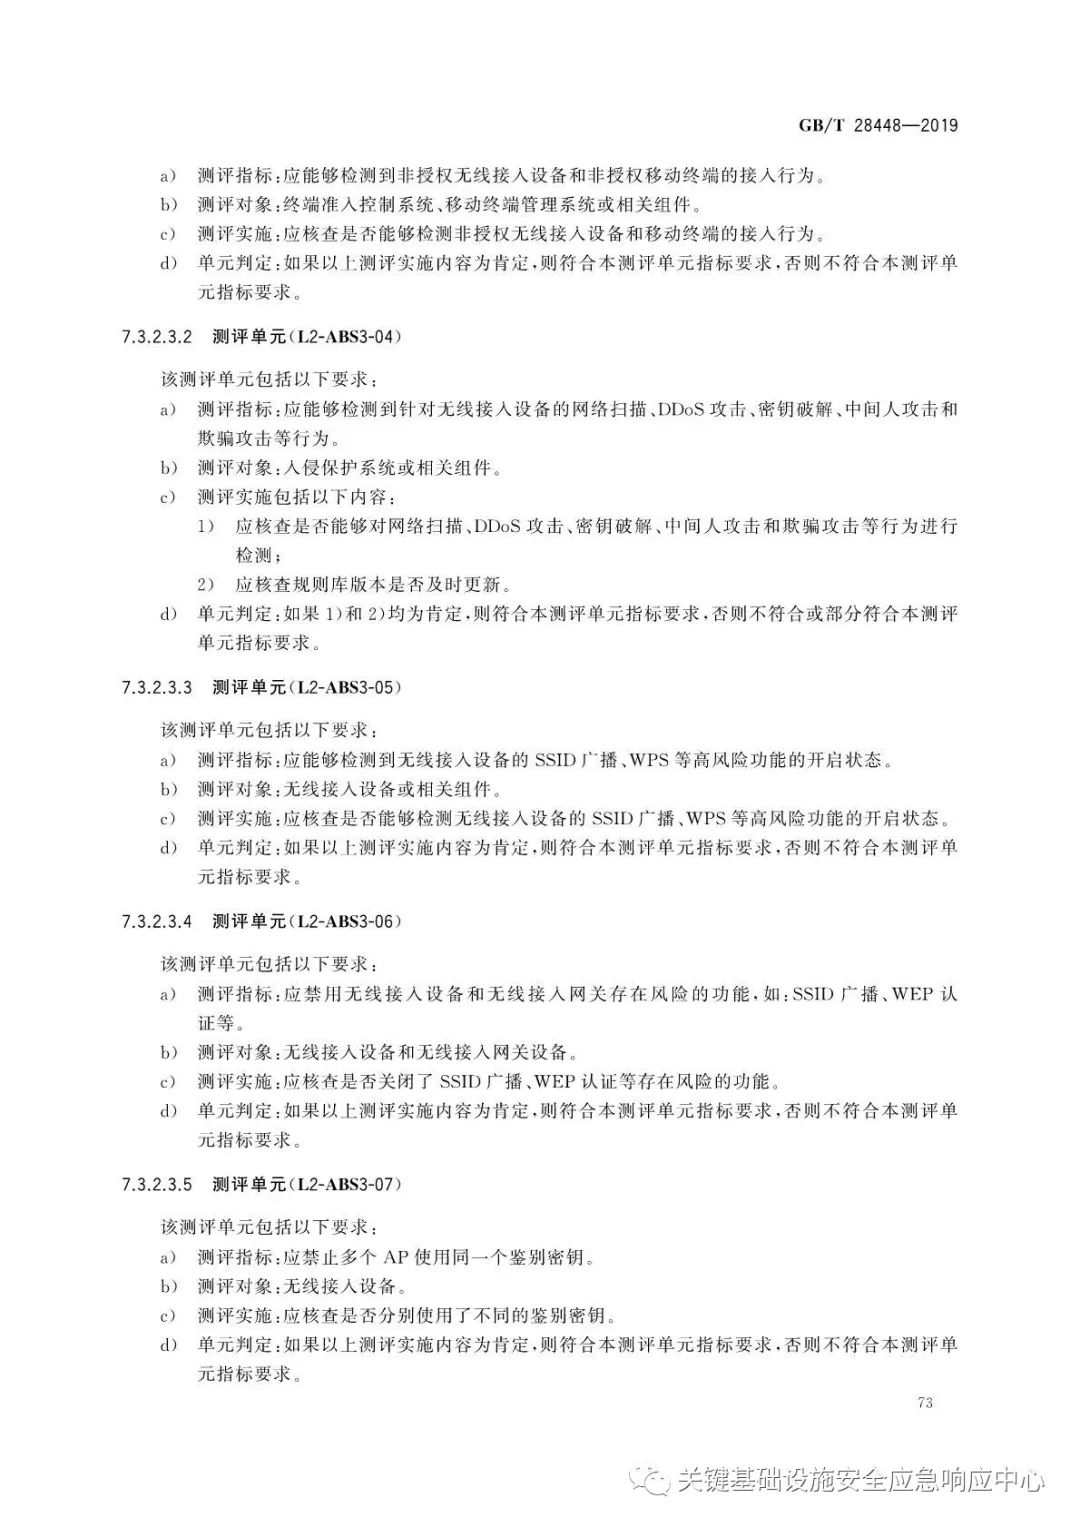 GB/T 28448—2019
a) 测评指标:应能够检测到非授权无线接入设备和非授权移动终端的接入行为。
b) 测评对象:终端准入控制系统、移动终端管理系统或相关组件。
c) 测评实施:应核查是否能够检测非授权无线接入设备和移动终端的接入行为。
d) 单元判定:如果以上测评实施内容为肯定,则符合本测评单元指标要求,否则不符合本测评单
元指标要求。
7.3.2.3.2 测评单元(L2-ABS3-04)
该测评单元包括以下要求:
a) 测评指标:应能够检测到针对无线接入设备的网络扫描、DDoS 攻击、密钥破解、中间人攻击和
欺骗攻击等行为。
b) 测评对象:入侵保护系统或相关组件。
c) 测评实施包括以下内容:
1) 应核查是否能够对网络扫描、DDoS 攻击、密钥破解、中间人攻击和欺骗攻击等行为进行
检测;
2) 应核查规则库版本是否及时更新。
d) 单元判定:如果 1)和 2)均为肯定,则符合本测评单元指标要求,否则不符合或部分符合本测评
单元指标要求。
7.3.2.3.3 测评单元(L2-ABS3-05)
该测评单元包括以下要求:
a) 测评指标:应能够检测到无线接入设备的 SSID 广播、WPS 等高风险功能的开启状态。
b) 测评对象:无线接入设备或相关组件。
c) 测评实施:应核查是否能够检测无线接入设备的 SSID 广播、WPS 等高风险功能的开启状态。
d) 单元判定:如果以上测评实施内容为肯定,则符合本测评单元指标要求,否则不符合本测评单
元指标要求。
7.3.2.3.4 测评单元(L2-ABS3-06)
该测评单元包括以下要求:
a) 测评指标:应禁用无线接入设备和无线接入网关存在风险的功能,如:SSID 广播、WEP 认
证等。
b) 测评对象:无线接入设备和无线接入网关设备。
c) 测评实施:应核查是否关闭了 SSID 广播、WEP 认证等存在风险的功能。
d) 单元判定:如果以上测评实施内容为肯定,则符合本测评单元指标要求,否则不符合本测评单
元指标要求。
7.3.2.3.5 测评单元(L2-ABS3-07)
该测评单元包括以下要求:
a) 测评指标:应禁止多个 AP 使用同一个鉴别密钥。
b) 测评对象:无线接入设备。
c) 测评实施:应核查是否分别使用了不同的鉴别密钥。
d) 单元判定:如果以上测评实施内容为肯定,则符合本测评单元指标要求,否则不符合本测评单
元指标要求。
73
关键基础设施安全应急响应中心